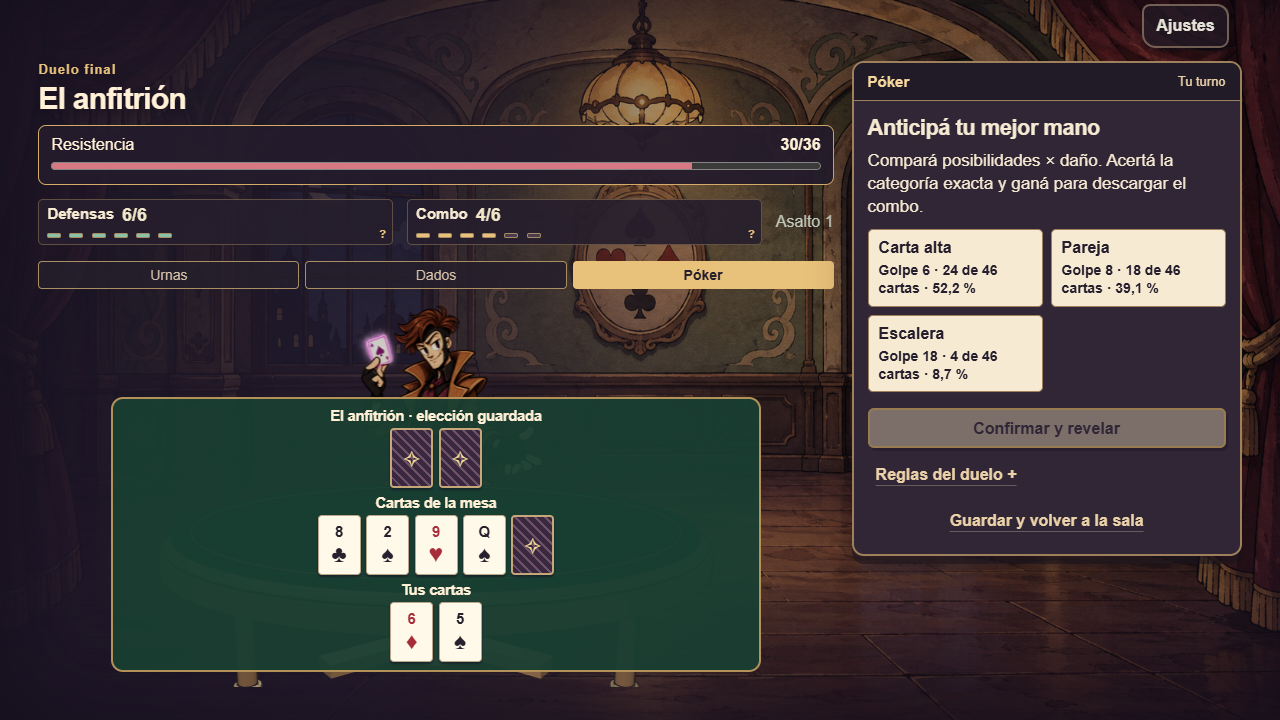 Ajustes
Duelo final
El anfitrión
Resistencia 30/36
Defensas 6/6 ?
Combo 4/6 ?
Asalto 1
Urnas
Dados
Póker
El anfitrión · elección guardada
Cartas de la mesa
8 2 9 Q
Tus cartas
6 5
Póker Tu turno
Anticipá tu mejor mano
Compará posibilidades × daño. Acertá la
categoría exacta y ganá para descargar el
combo.
Carta alta
Golpe 6 · 24 de 46
cartas · 52,2 %
Pareja
Golpe 8 · 18 de 46
cartas · 39,1 %
Escalera
Golpe 18 · 4 de 46
cartas · 8,7 %
Confirmar y revelar
Reglas del duelo +
Guardar y volver a la sala